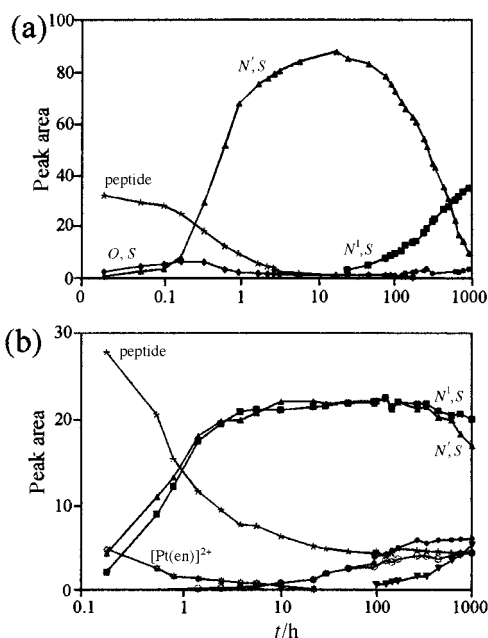 (a)
100
80
60
40
20
0
Peak area
N′,S
peptide
O, S
N¹,S
0 0.1 1 10 100 1000
(b)
30
20
10
0
Peak area
peptide
N¹,S
N′,S
[Pt(en)]²⁺
0.1 1 10 100 1000
t/h